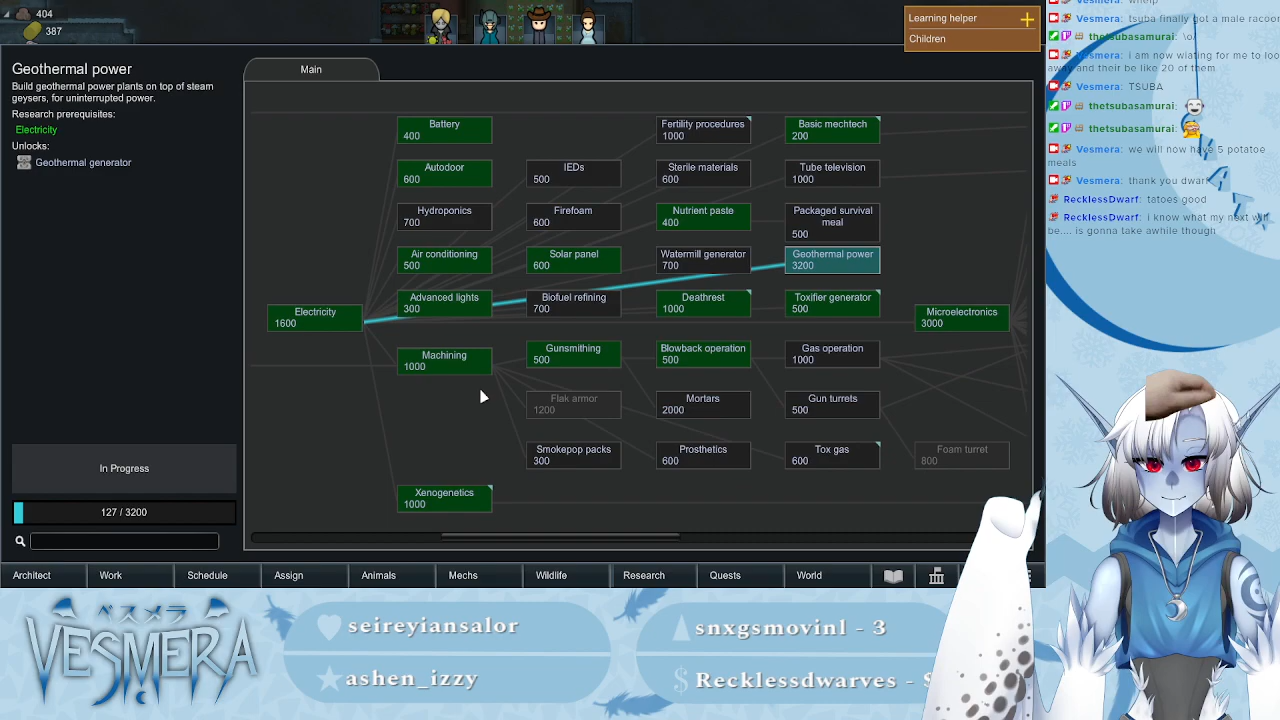 404
387
Learning helper
Children
Geothermal power
Build geothermal power plants on top of steam
geysers, for uninterrupted power.
Research prerequisites:
Electricity
Unlocks:
Geothermal generator
In Progress
127 / 3200
Main
Battery
400
Fertility procedures
1000
Basic mechtech
200
Autodoor
600
IEDs
500
Sterile materials
600
Tube television
1000
Hydroponics
700
Firefoam
600
Nutrient paste
400
Packaged survival
meal
500
Air conditioning
500
Solar panel
600
Watermill generator
700
Geothermal power
3200
Electricity
1600
Advanced lights
300
Biofuel refining
700
Deathrest
1000
Toxifier generator
500
Microelectronics
3000
Machining
1000
Gunsmithing
500
Blowback operation
500
Gas operation
1000
Flak armor
1200
Mortars
2000
Gun turrets
500
Smokepop packs
300
Prosthetics
600
Tox gas
600
Foam turret
800
Xenogenetics
1000
Architect
Work
Schedule
Assign
Animals
Mechs
Wildlife
Research
Quests
World
Vesmera: whelp
Vesmera: tsuba finally got a male racoon
thetsubasamurai: \o/
Vesmera: i am now wiating for me to loo
away and their be like 20 of them
Vesmera: TSUBA
thetsubasamurai:
thetsubasamurai:
Vesmera: we will now have 5 potatoe
meals
Vesmera: thank you dwarf
RecklessDwarf: tatoes good
RecklessDwarf: i know what my next
be.... is gonna take awhile though
ベスメラ
VESMERA
seireyiansalor
ashen_izzy
snxgsmovinl - 3
$ Recklessdwarves -